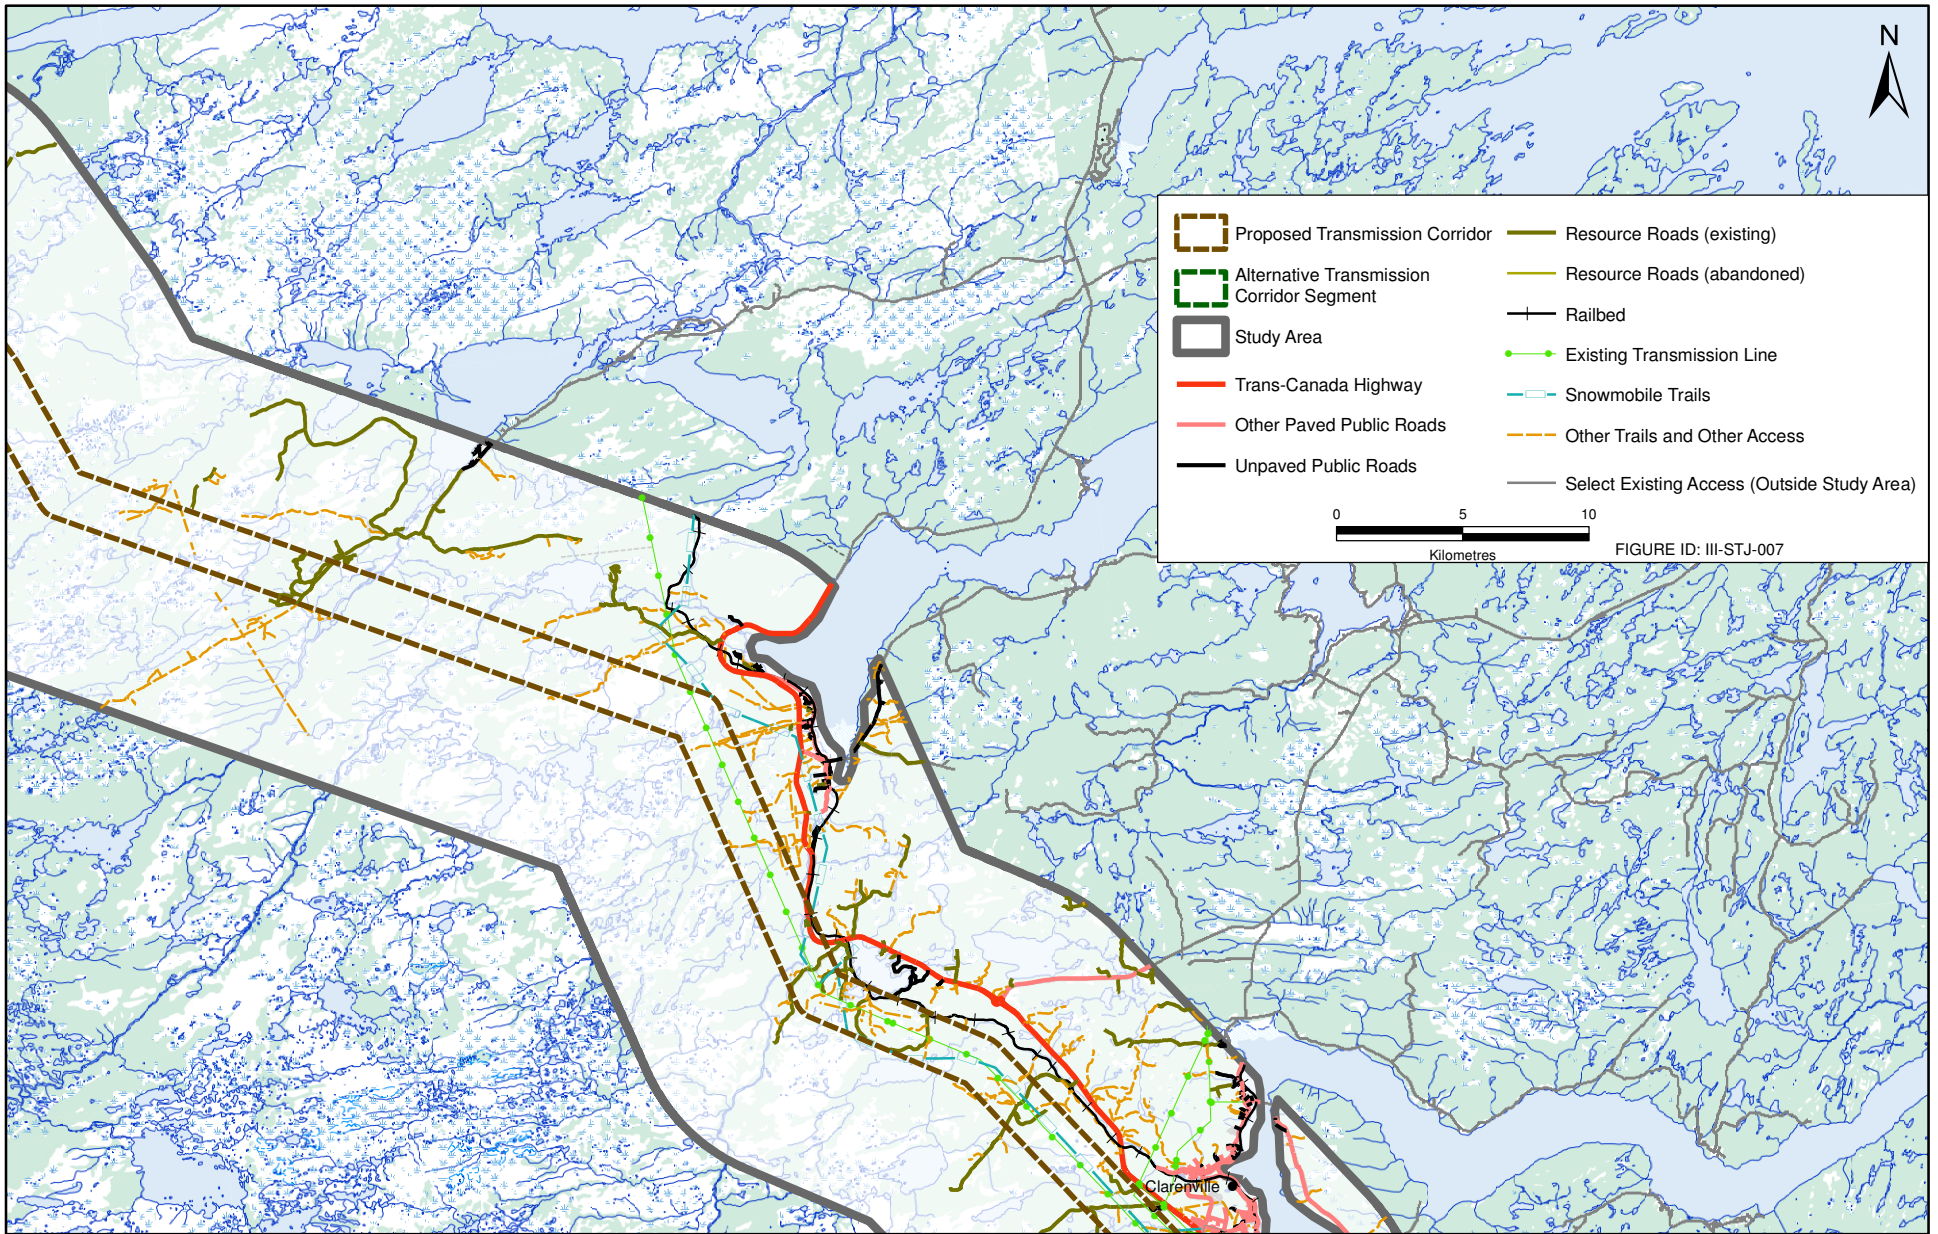 N
Proposed Transmission Corridor
Alternative Transmission
Corridor Segment
Study Area
Trans-Canada Highway
Other Paved Public Roads
Unpaved Public Roads
Resource Roads (existing)
Resource Roads (abandoned)
Railbed
Existing Transmission Line
Snowmobile Trails
Other Trails and Other Access
Select Existing Access (Outside Study Area)
0 5 10
Kilometres
FIGURE ID: III-STJ-007
Clarenville